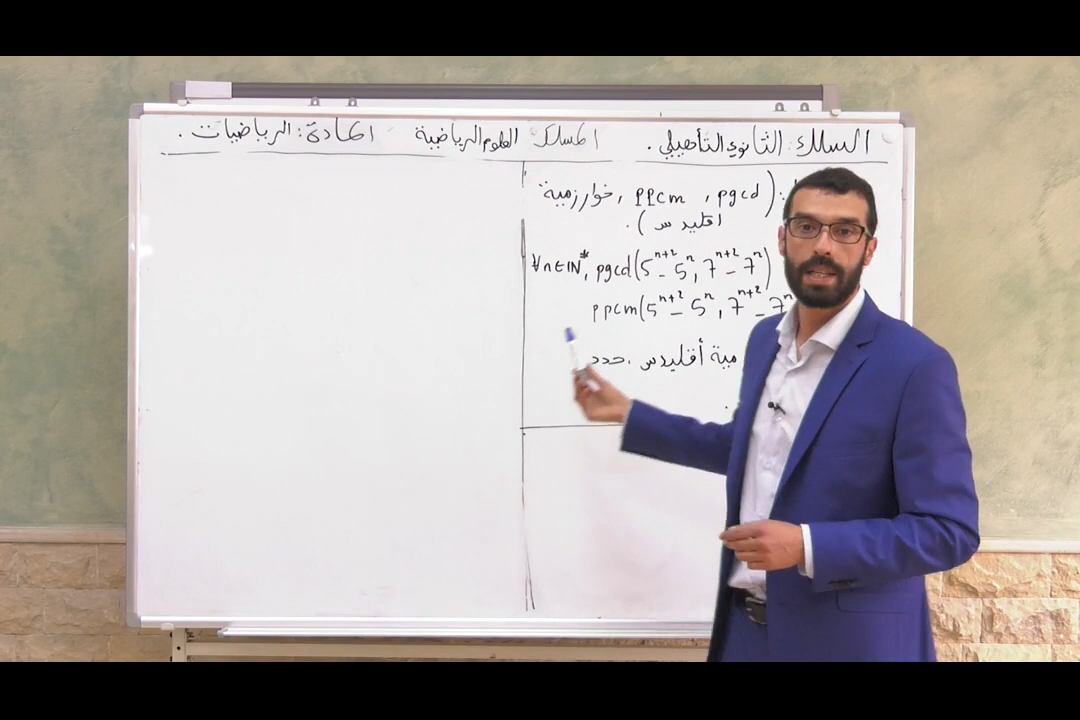 السلك: الثانوي التأهيلي. المسلك العلوم الرياضية المادة: الرياضيات.
: (pgcd , ppcm , خوارزمية
اقليدس).
∀n∈IN*, pgcd(5ⁿ⁺² - 5ⁿ, 7ⁿ⁺² - 7ⁿ)
ppcm(5ⁿ⁺² - 5ⁿ, 7ⁿ⁺² - 7ⁿ
مية أقليدس. حدد